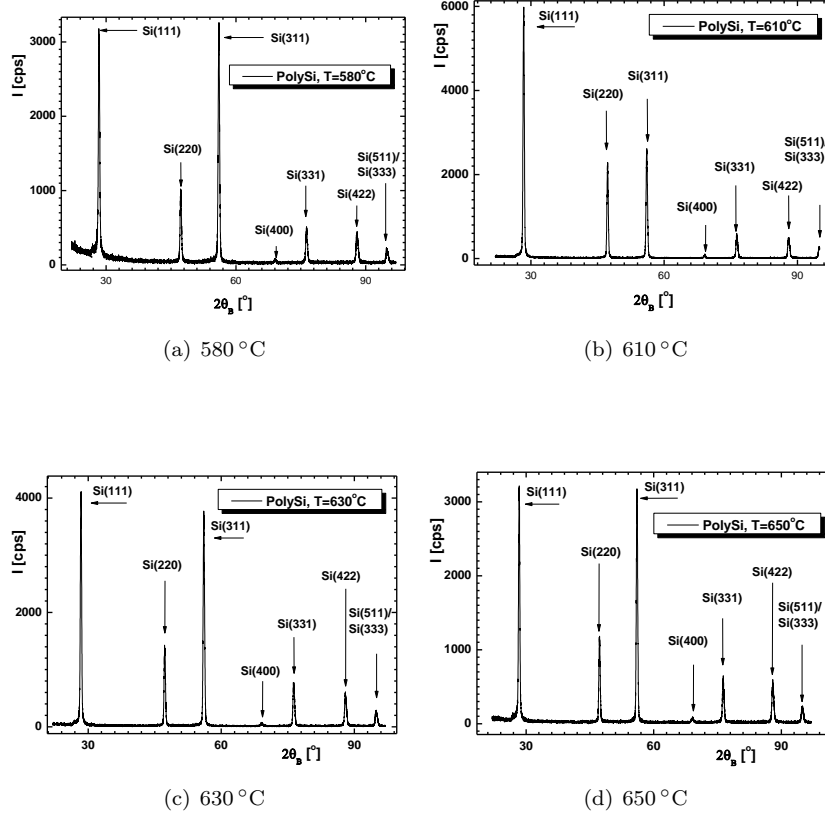 Si(111)
Si(311)
PolySi, T=580°C
Si(220)
Si(400)
Si(331)
Si(422)
Si(511)/
Si(333)
I [cps]
3000
2000
1000
0
30
60
90
2θB [°]
(a) 580 °C
Si(111)
PolySi, T=610°C
Si(220)
Si(311)
Si(400)
Si(331)
Si(422)
Si(511)/
Si(333)
I [cps]
6000
4000
2000
0
30
60
90
2θB [°]
(b) 610 °C
Si(111)
PolySi, T=630°C
Si(311)
Si(220)
Si(400)
Si(331)
Si(422)
Si(511)/
Si(333)
I [cps]
4000
2000
0
30
60
90
2θB [°]
(c) 630 °C
Si(111)
Si(311)
PolySi, T=650°C
Si(220)
Si(400)
Si(331)
Si(422)
Si(511)/
Si(333)
I [cps]
3000
2000
1000
0
30
60
90
2θB [°]
(d) 650 °C